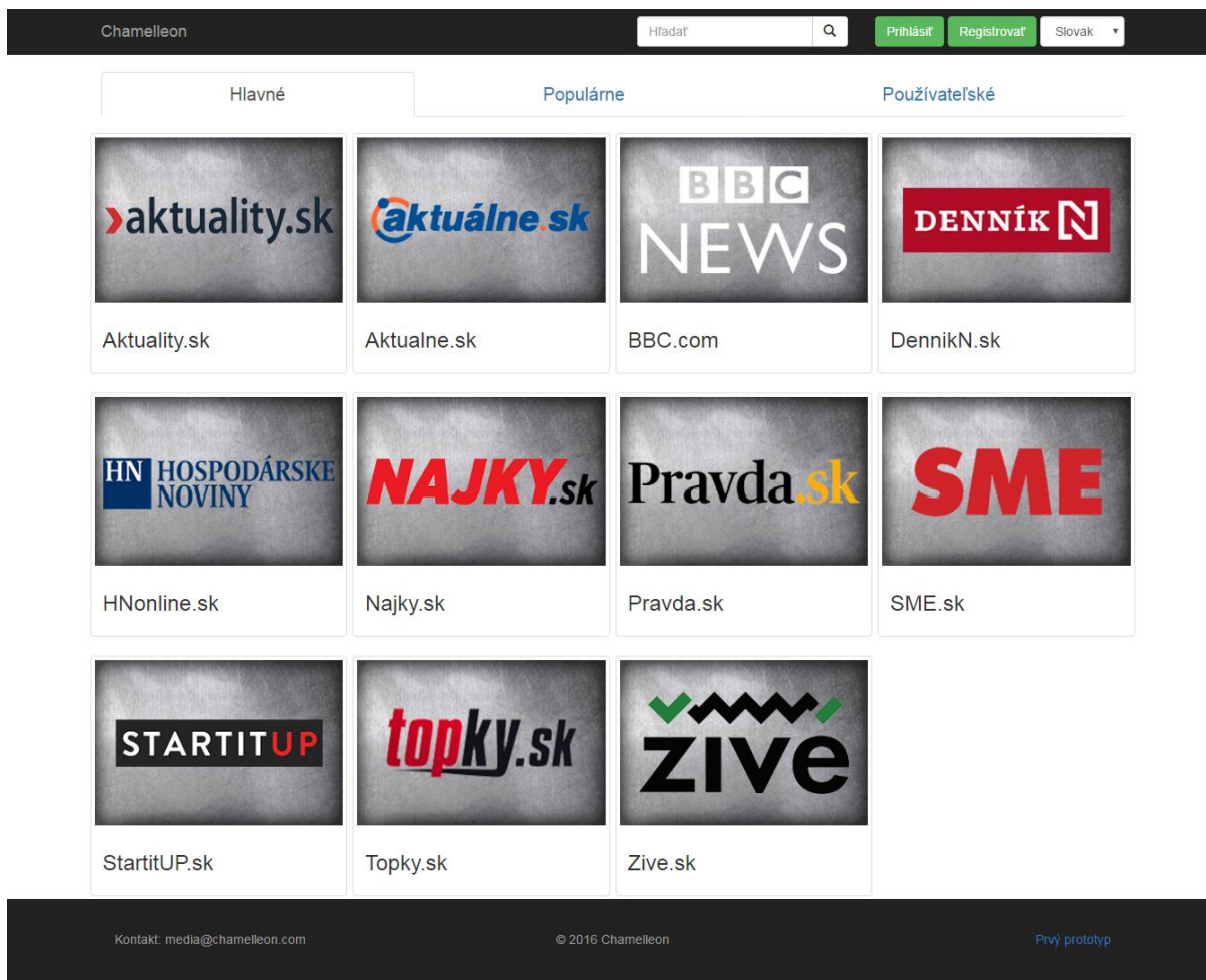 Chamelleon
Hľadať
Prihlásiť
Registrovať
Slovak
Hlavné
Populárne
Používateľské
aktuality.sk
aktuálne.sk
BBC
NEWS
DENNÍK N
Aktuality.sk
Aktualne.sk
BBC.com
DennikN.sk
HN HOSPODÁRSKE
NOVINY
NAJKY.sk
Pravda.sk
SME
HNonline.sk
Najky.sk
Pravda.sk
SME.sk
STARTITUP
topky.sk
zive
StartitUP.sk
Topky.sk
Zive.sk
Kontakt: media@chamelleon.com
© 2016 Chamelleon
Prvý prototyp